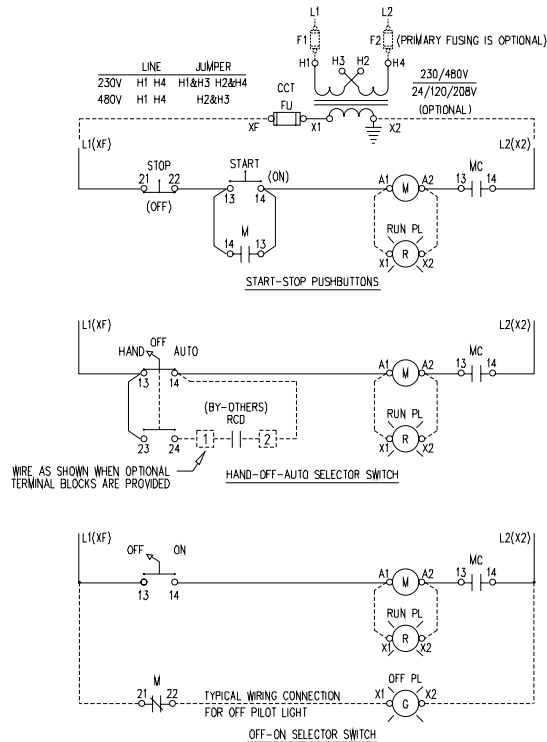 L1 L2
F1 F2 (PRIMARY FUSING IS OPTIONAL)
H1 H3 H2 H4
LINE JUMPER
230V H1 H4 H1&H3 H2&H4
480V H1 H4 H2&H3
230/480V
24/120/208V
(OPTIONAL)
CCT
FU
XF X1 X2
L1(XF) L2(X2)
STOP START MC
21 22 (ON) A1 M A2 13 14
(OFF) 13 14
M RUN PL
14 13 R
X1 X2
START-STOP PUSHBUTTONS
L1(XF) L2(X2)
OFF
HAND AUTO MC
13 14 A1 M A2 13 14
(BY-OTHERS) RUN PL
RCD R
23 24 1 2 X1 X2
WIRE AS SHOWN WHEN OPTIONAL
TERMINAL BLOCKS ARE PROVIDED
HAND-OFF-AUTO SELECTOR SWITCH
L1(XF) L2(X2)
OFF ON MC
13 14 A1 M A2 13 14
RUN PL
R
X1 X2
M OFF PL
21 22 X1 G X2
TYPICAL WIRING CONNECTION
FOR OFF PILOT LIGHT
OFF-ON SELECTOR SWITCH